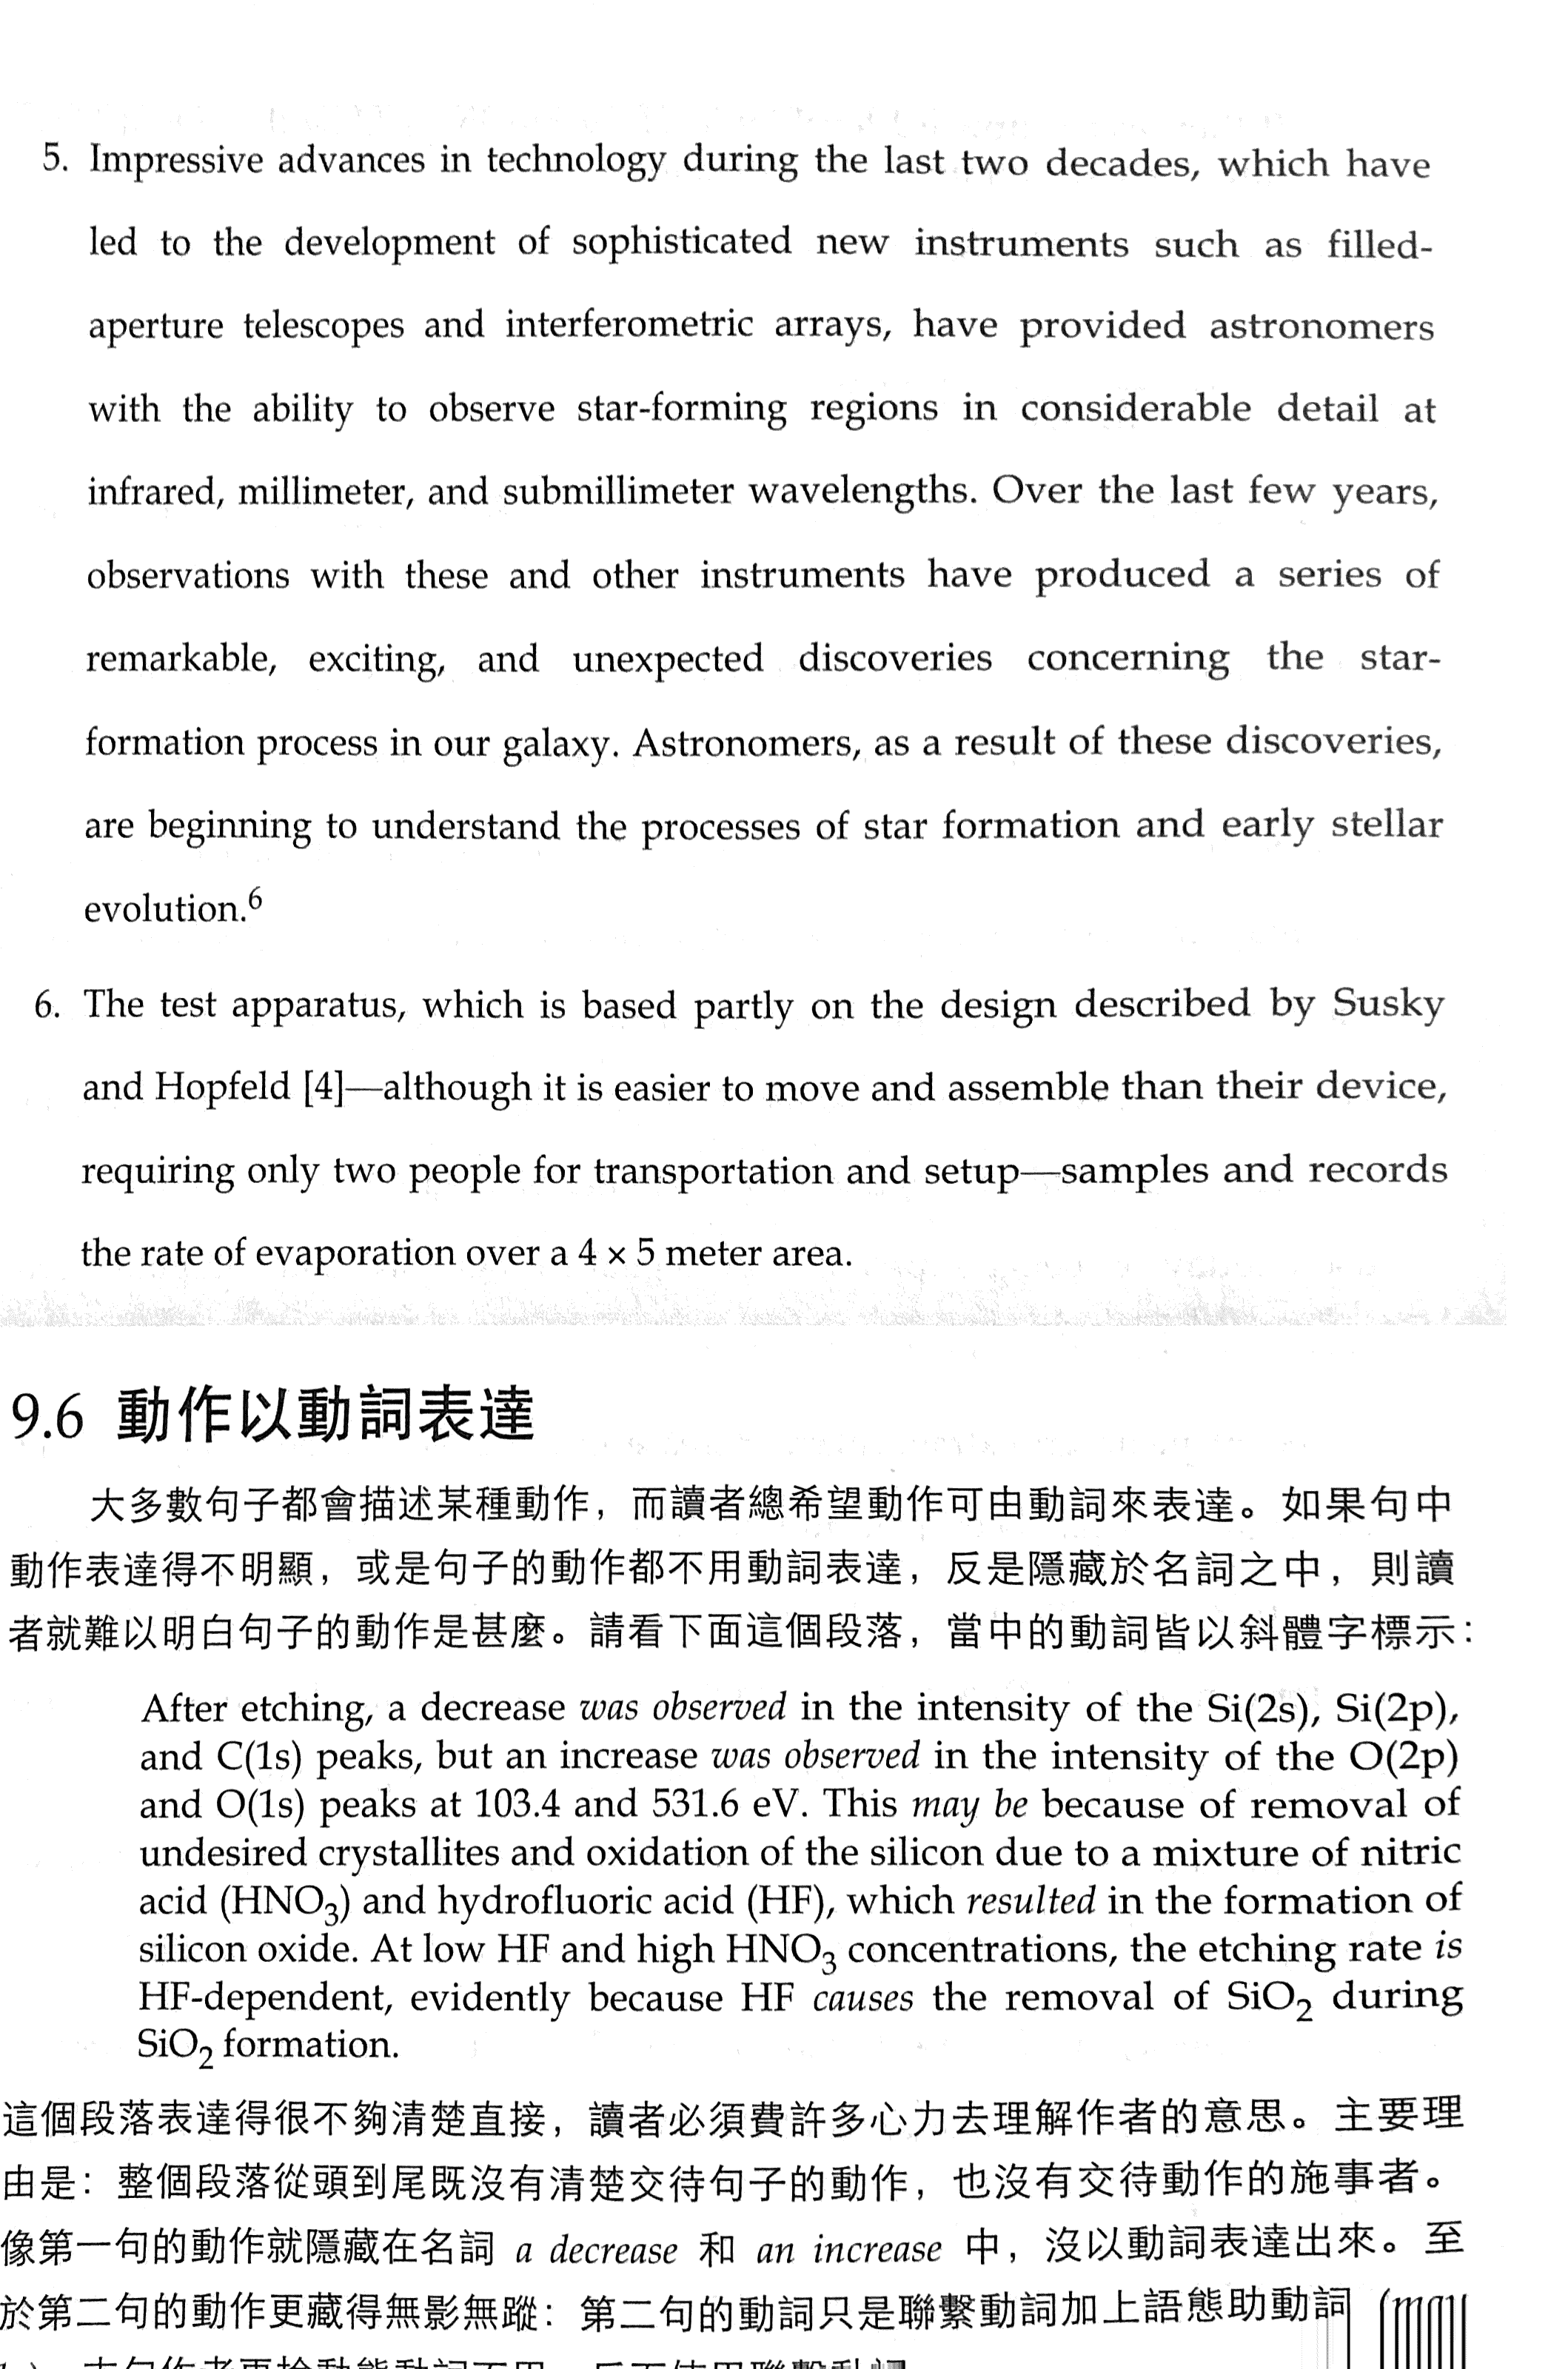 5. Impressive advances in technology during the last two decades, which have
led to the development of sophisticated new instruments such as filled-
aperture telescopes and interferometric arrays, have provided astronomers
with the ability to observe star-forming regions in considerable detail at
infrared, millimeter, and submillimeter wavelengths. Over the last few years,
observations with these and other instruments have produced a series of
remarkable, exciting, and unexpected discoveries concerning the star-
formation process in our galaxy. Astronomers, as a result of these discoveries,
are beginning to understand the processes of star formation and early stellar
evolution.⁶
6. The test apparatus, which is based partly on the design described by Susky
and Hopfeld [4]—although it is easier to move and assemble than their device,
requiring only two people for transportation and setup—samples and records
the rate of evaporation over a 4 × 5 meter area.
9.6 動作以動詞表達
大多數句子都會描述某種動作，而讀者總希望動作可由動詞來表達。如果句中
動作表達得不明顯，或是句子的動作都不用動詞表達，反是隱藏於名詞之中，則讀
者就難以明白句子的動作是甚麼。請看下面這個段落，當中的動詞皆以斜體字標示：
After etching, a decrease was observed in the intensity of the Si(2s), Si(2p),
and C(1s) peaks, but an increase was observed in the intensity of the O(2p)
and O(1s) peaks at 103.4 and 531.6 eV. This may be because of removal of
undesired crystallites and oxidation of the silicon due to a mixture of nitric
acid (HNO₃) and hydrofluoric acid (HF), which resulted in the formation of
silicon oxide. At low HF and high HNO₃ concentrations, the etching rate is
HF-dependent, evidently because HF causes the removal of SiO₂ during
SiO₂ formation.
這個段落表達得很不夠清楚直接，讀者必須費許多心力去理解作者的意思。主要理
由是：整個段落從頭到尾既沒有清楚交待句子的動作，也沒有交待動作的施事者。
像第一句的動作就隱藏在名詞 a decrease 和 an increase 中，沒以動詞表達出來。至
於第二句的動作更藏得無影無蹤：第二句的動詞只是聯繫動詞加上語態助動詞 (may